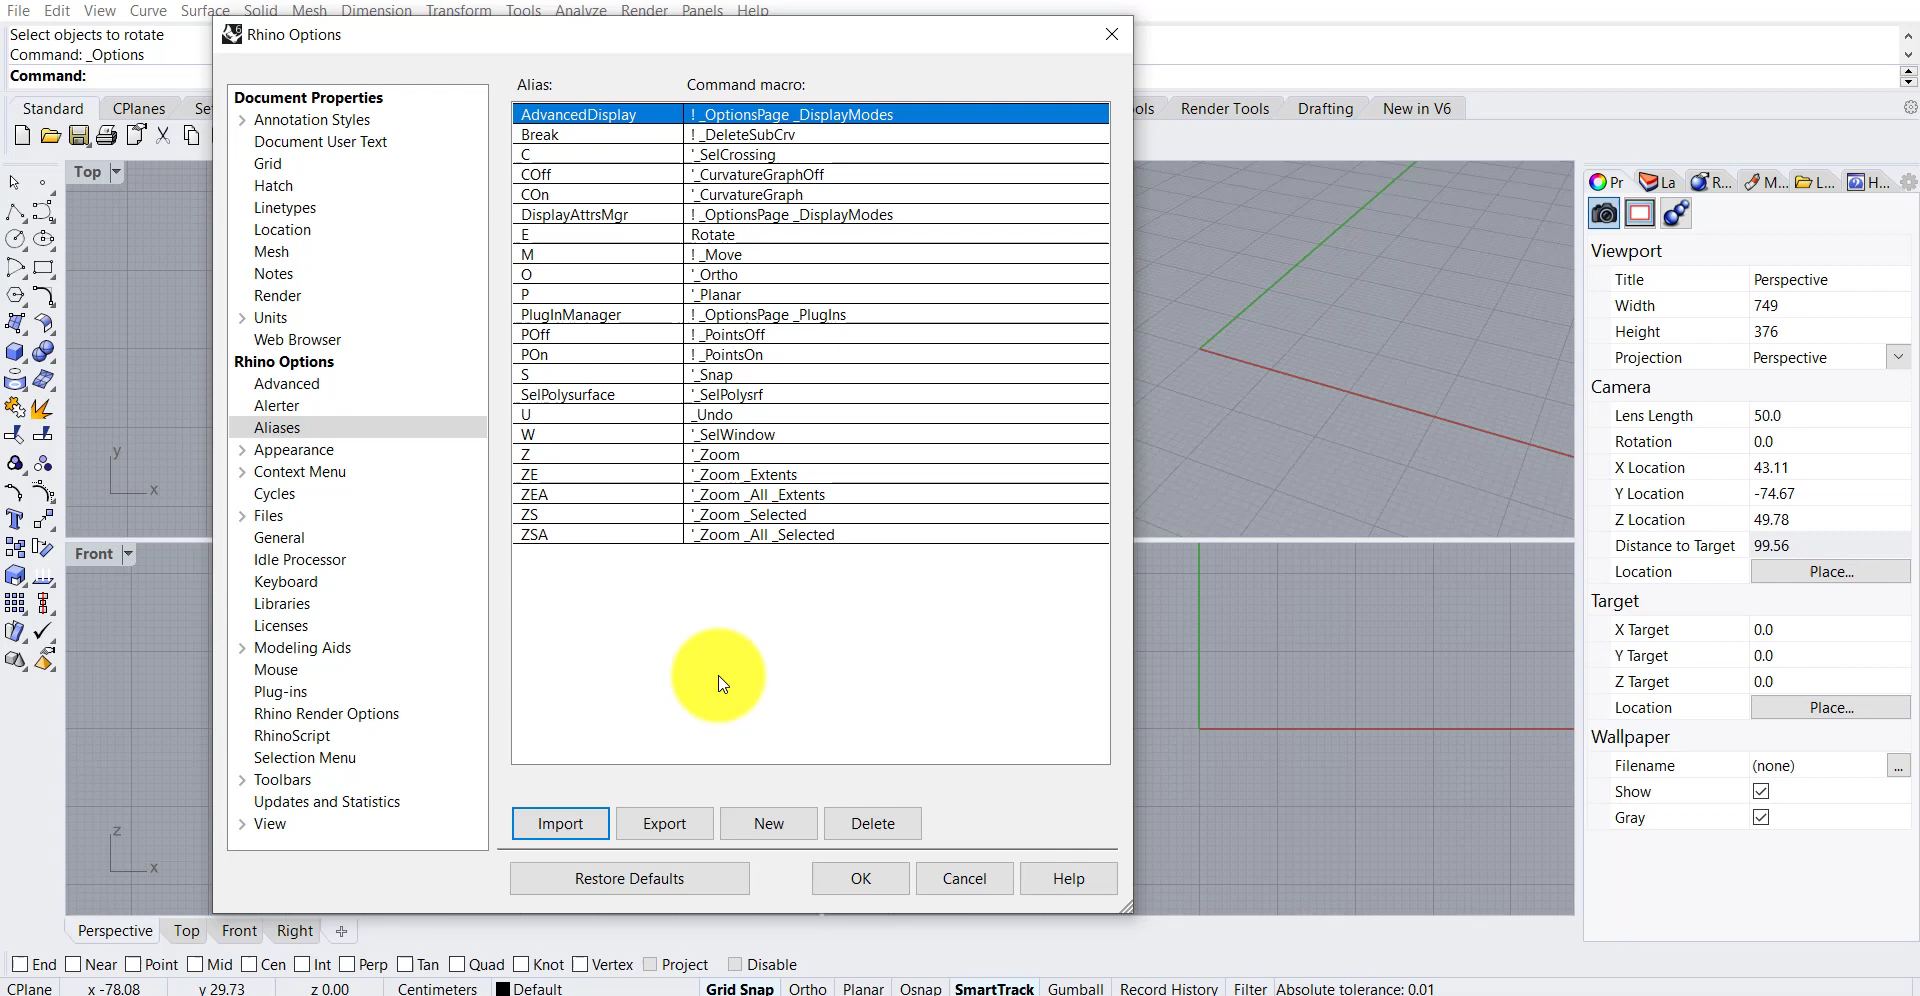 File Edit View Curve Surface Solid Mesh Dimension Transform Tools Analyze Render Panels Help
Select objects to rotate
Command: _Options
Command:
Rhino Options
Standard CPlanes Se
ols Render Tools Drafting New in V6
Document Properties
Annotation Styles
Document User Text
Grid
Hatch
Linetypes
Location
Mesh
Notes
Render
Units
Web Browser
Rhino Options
Advanced
Alerter
Aliases
Appearance
Context Menu
Cycles
Files
General
Idle Processor
Keyboard
Libraries
Licenses
Modeling Aids
Mouse
Plug-ins
Rhino Render Options
RhinoScript
Selection Menu
Toolbars
Updates and Statistics
View
Alias: Command macro:
AdvancedDisplay ! _OptionsPage _DisplayModes
Break ! _DeleteSubCrv
C '_SelCrossing
COff '_CurvatureGraphOff
COn '_CurvatureGraph
DisplayAttrsMgr ! _OptionsPage _DisplayModes
E Rotate
M ! _Move
O '_Ortho
P '_Planar
PlugInManager ! _OptionsPage _PlugIns
POff ! _PointsOff
POn ! _PointsOn
S '_Snap
SelPolysurface '_SelPolysrf
U _Undo
W '_SelWindow
Z '_Zoom
ZE '_Zoom _Extents
ZEA '_Zoom _All _Extents
ZS '_Zoom _Selected
ZSA '_Zoom _All _Selected
Import Export New Delete
Restore Defaults OK Cancel Help
Top
y
x
Front
z
x
Pr La R... M... L... H...
Viewport
Title Perspective
Width 749
Height 376
Projection Perspective
Camera
Lens Length 50.0
Rotation 0.0
X Location 43.11
Y Location -74.67
Z Location 49.78
Distance to Target 99.56
Location Place...
Target
X Target 0.0
Y Target 0.0
Z Target 0.0
Location Place...
Wallpaper
Filename (none) ...
Show
Gray
Perspective Top Front Right
End Near Point Mid Cen Int Perp Tan Quad Knot Vertex Project Disable
CPlane x -78.08 y 29.73 z 0.00 Centimeters Default Grid Snap Ortho Planar Osnap SmartTrack Gumball Record History Filter Absolute tolerance: 0.01